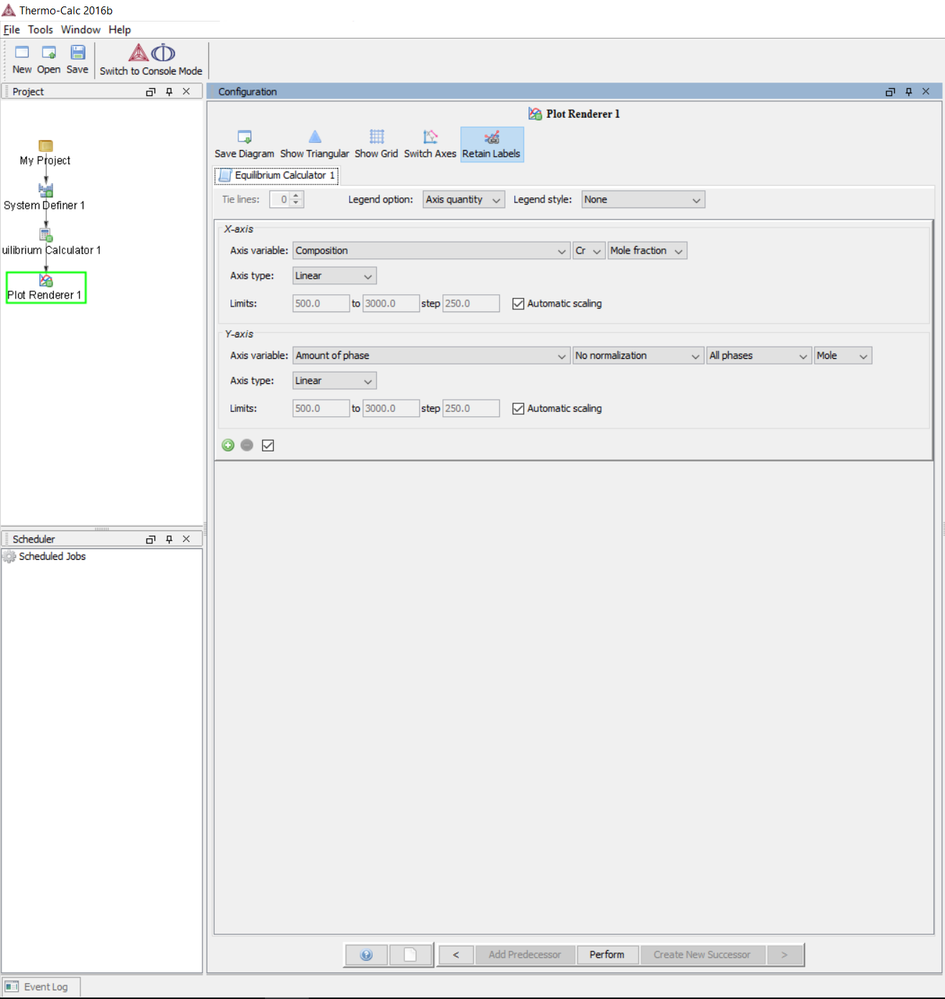 Thermo-Calc 2016b
File Tools Window Help
New Open Save Switch to Console Mode
Project
My Project
System Definer 1
uilibrium Calculator 1
Plot Renderer 1
Scheduler
Scheduled Jobs
Configuration
Plot Renderer 1
Save Diagram Show Triangular Show Grid Switch Axes Retain Labels
Equilibrium Calculator 1
Tie lines: 0 Legend option: Axis quantity Legend style: None
X-axis
Axis variable: Composition Cr Mole fraction
Axis type: Linear
Limits: 500.0 to 3000.0 step 250.0 Automatic scaling
Y-axis
Axis variable: Amount of phase No normalization All phases Mole
Axis type: Linear
Limits: 500.0 to 3000.0 step 250.0 Automatic scaling
< Add Predecessor Perform Create New Successor >
Event Log